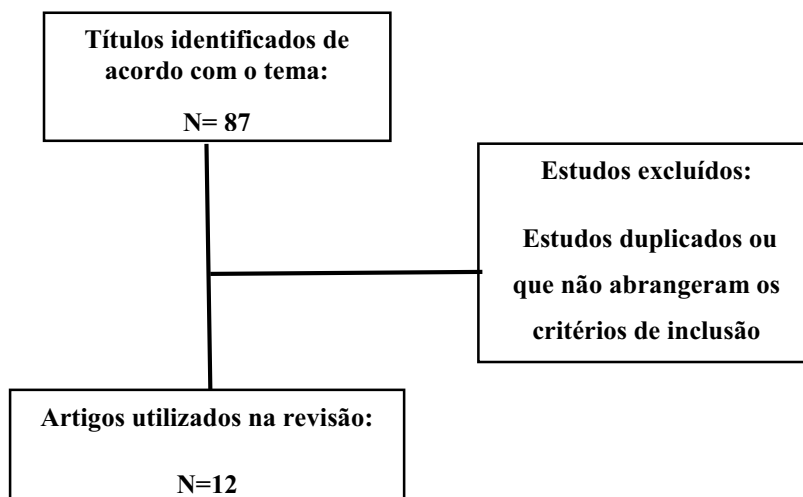 Títulos identificados de
acordo com o tema:
N= 87
Estudos excluídos:
Estudos duplicados ou
que não abrangeram os
critérios de inclusão
Artigos utilizados na revisão:
N=12